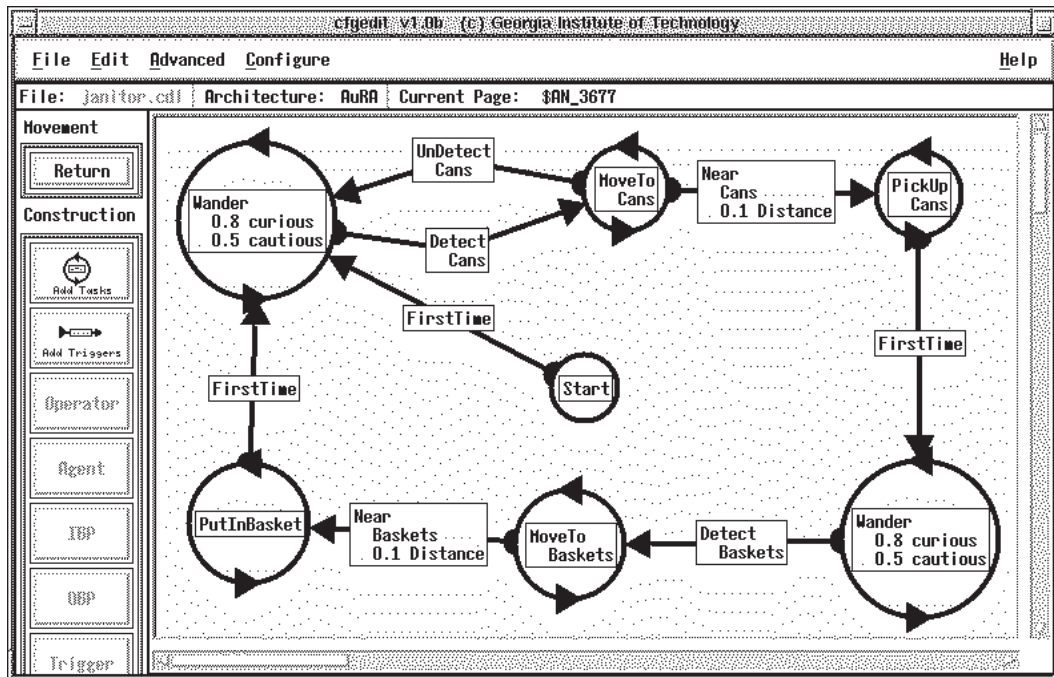 cfgedit v1.0b (c) Georgia Institute of Technology
File Edit Advanced Configure Help
File: janitor.cdl Architecture: AuRA Current Page: $AN_3677
Movement
Return
Construction
Add Tasks
Add Triggers
Operator
Agent
IBP
OBP
Trigger
UnDetect
Cans
MoveTo
Cans
Near
Cans
0.1 Distance
PickUp
Cans
Wander
0.8 curious
0.5 cautious
Detect
Cans
FirstTime
FirstTime
FirstTime
Start
PutInBasket
Near
Baskets
0.1 Distance
MoveTo
Baskets
Detect
Baskets
Wander
0.8 curious
0.5 cautious